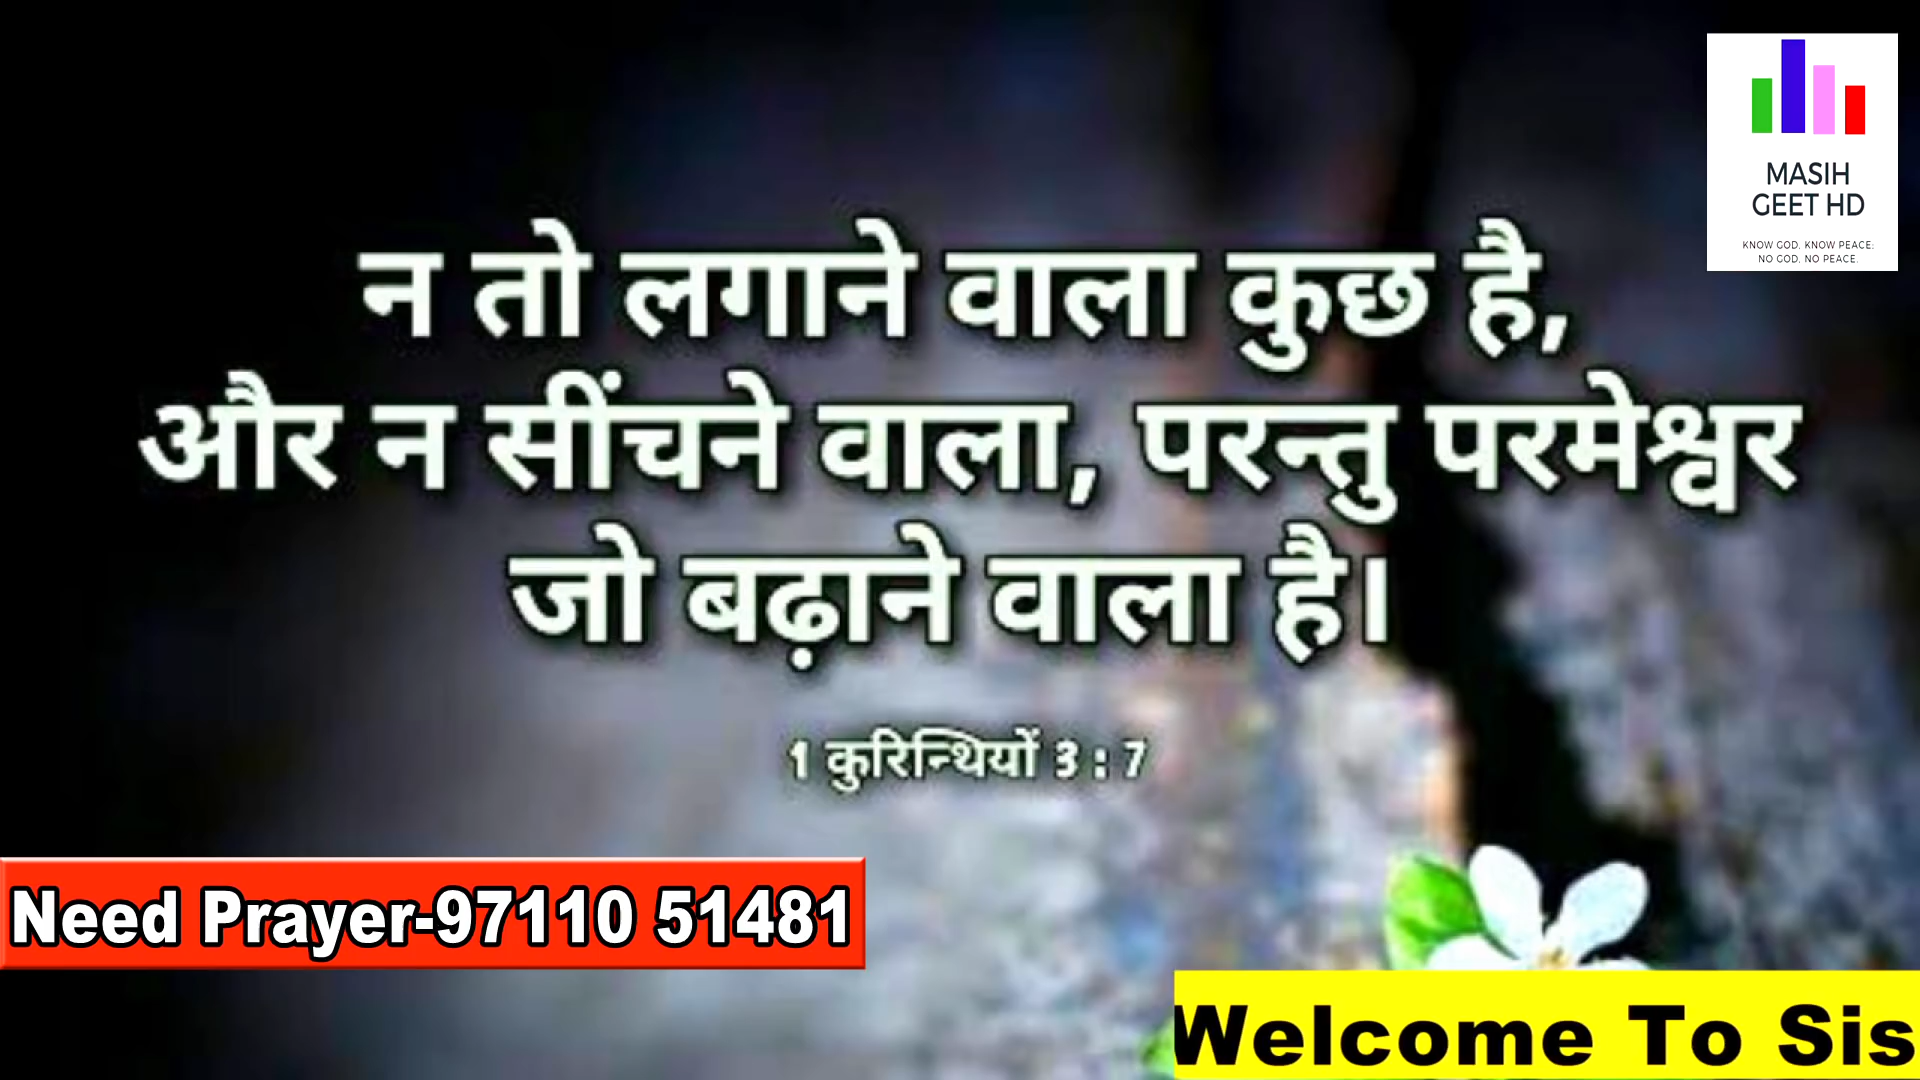 MASIH
GEET HD
KNOW GOD, KNOW PEACE;
NO GOD, NO PEACE.
न तो लगाने वाला कुछ है,
और न सींचने वाला, परन्तु परमेश्वर
जो बढ़ाने वाला है।
1 कुरिन्थियों 3 : 7
Need Prayer-97110 51481
Welcome To Sis